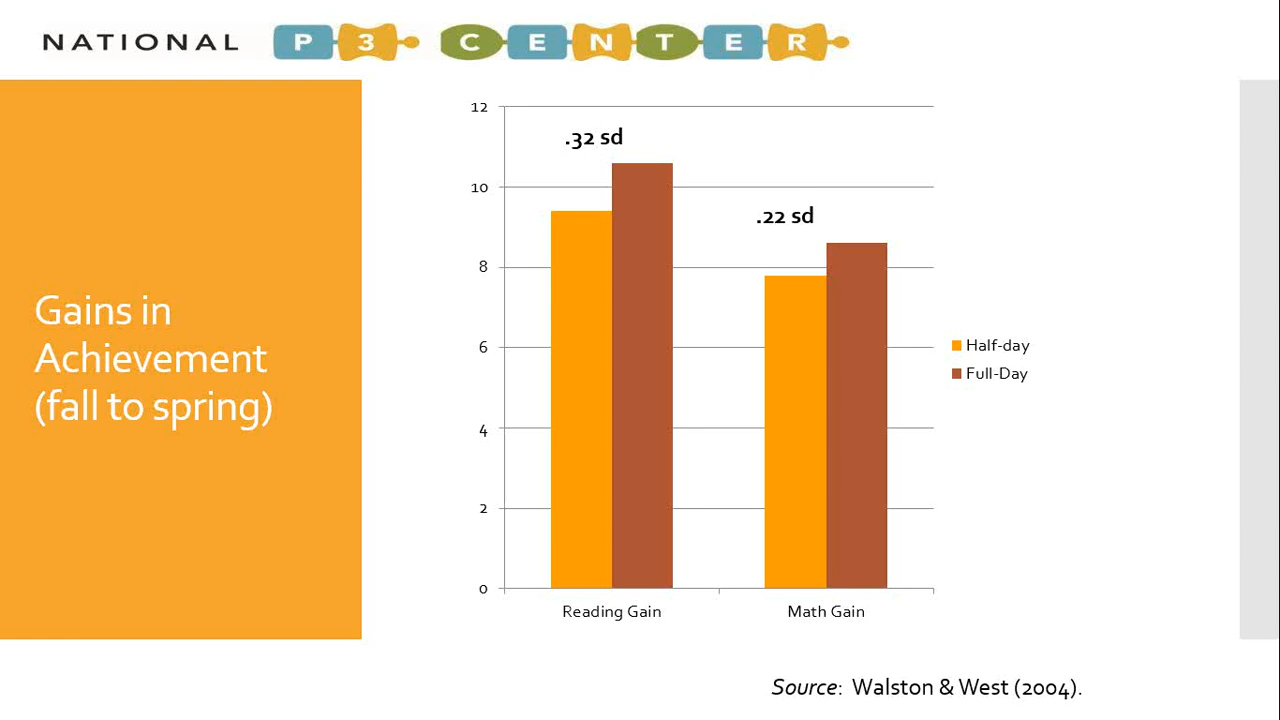 NATIONAL P3 CENTER
Gains in
Achievement
(fall to spring)
12
10
8
6
4
2
0
.32 sd
.22 sd
Reading Gain
Math Gain
Half-day
Full-Day
Source: Walston & West (2004).